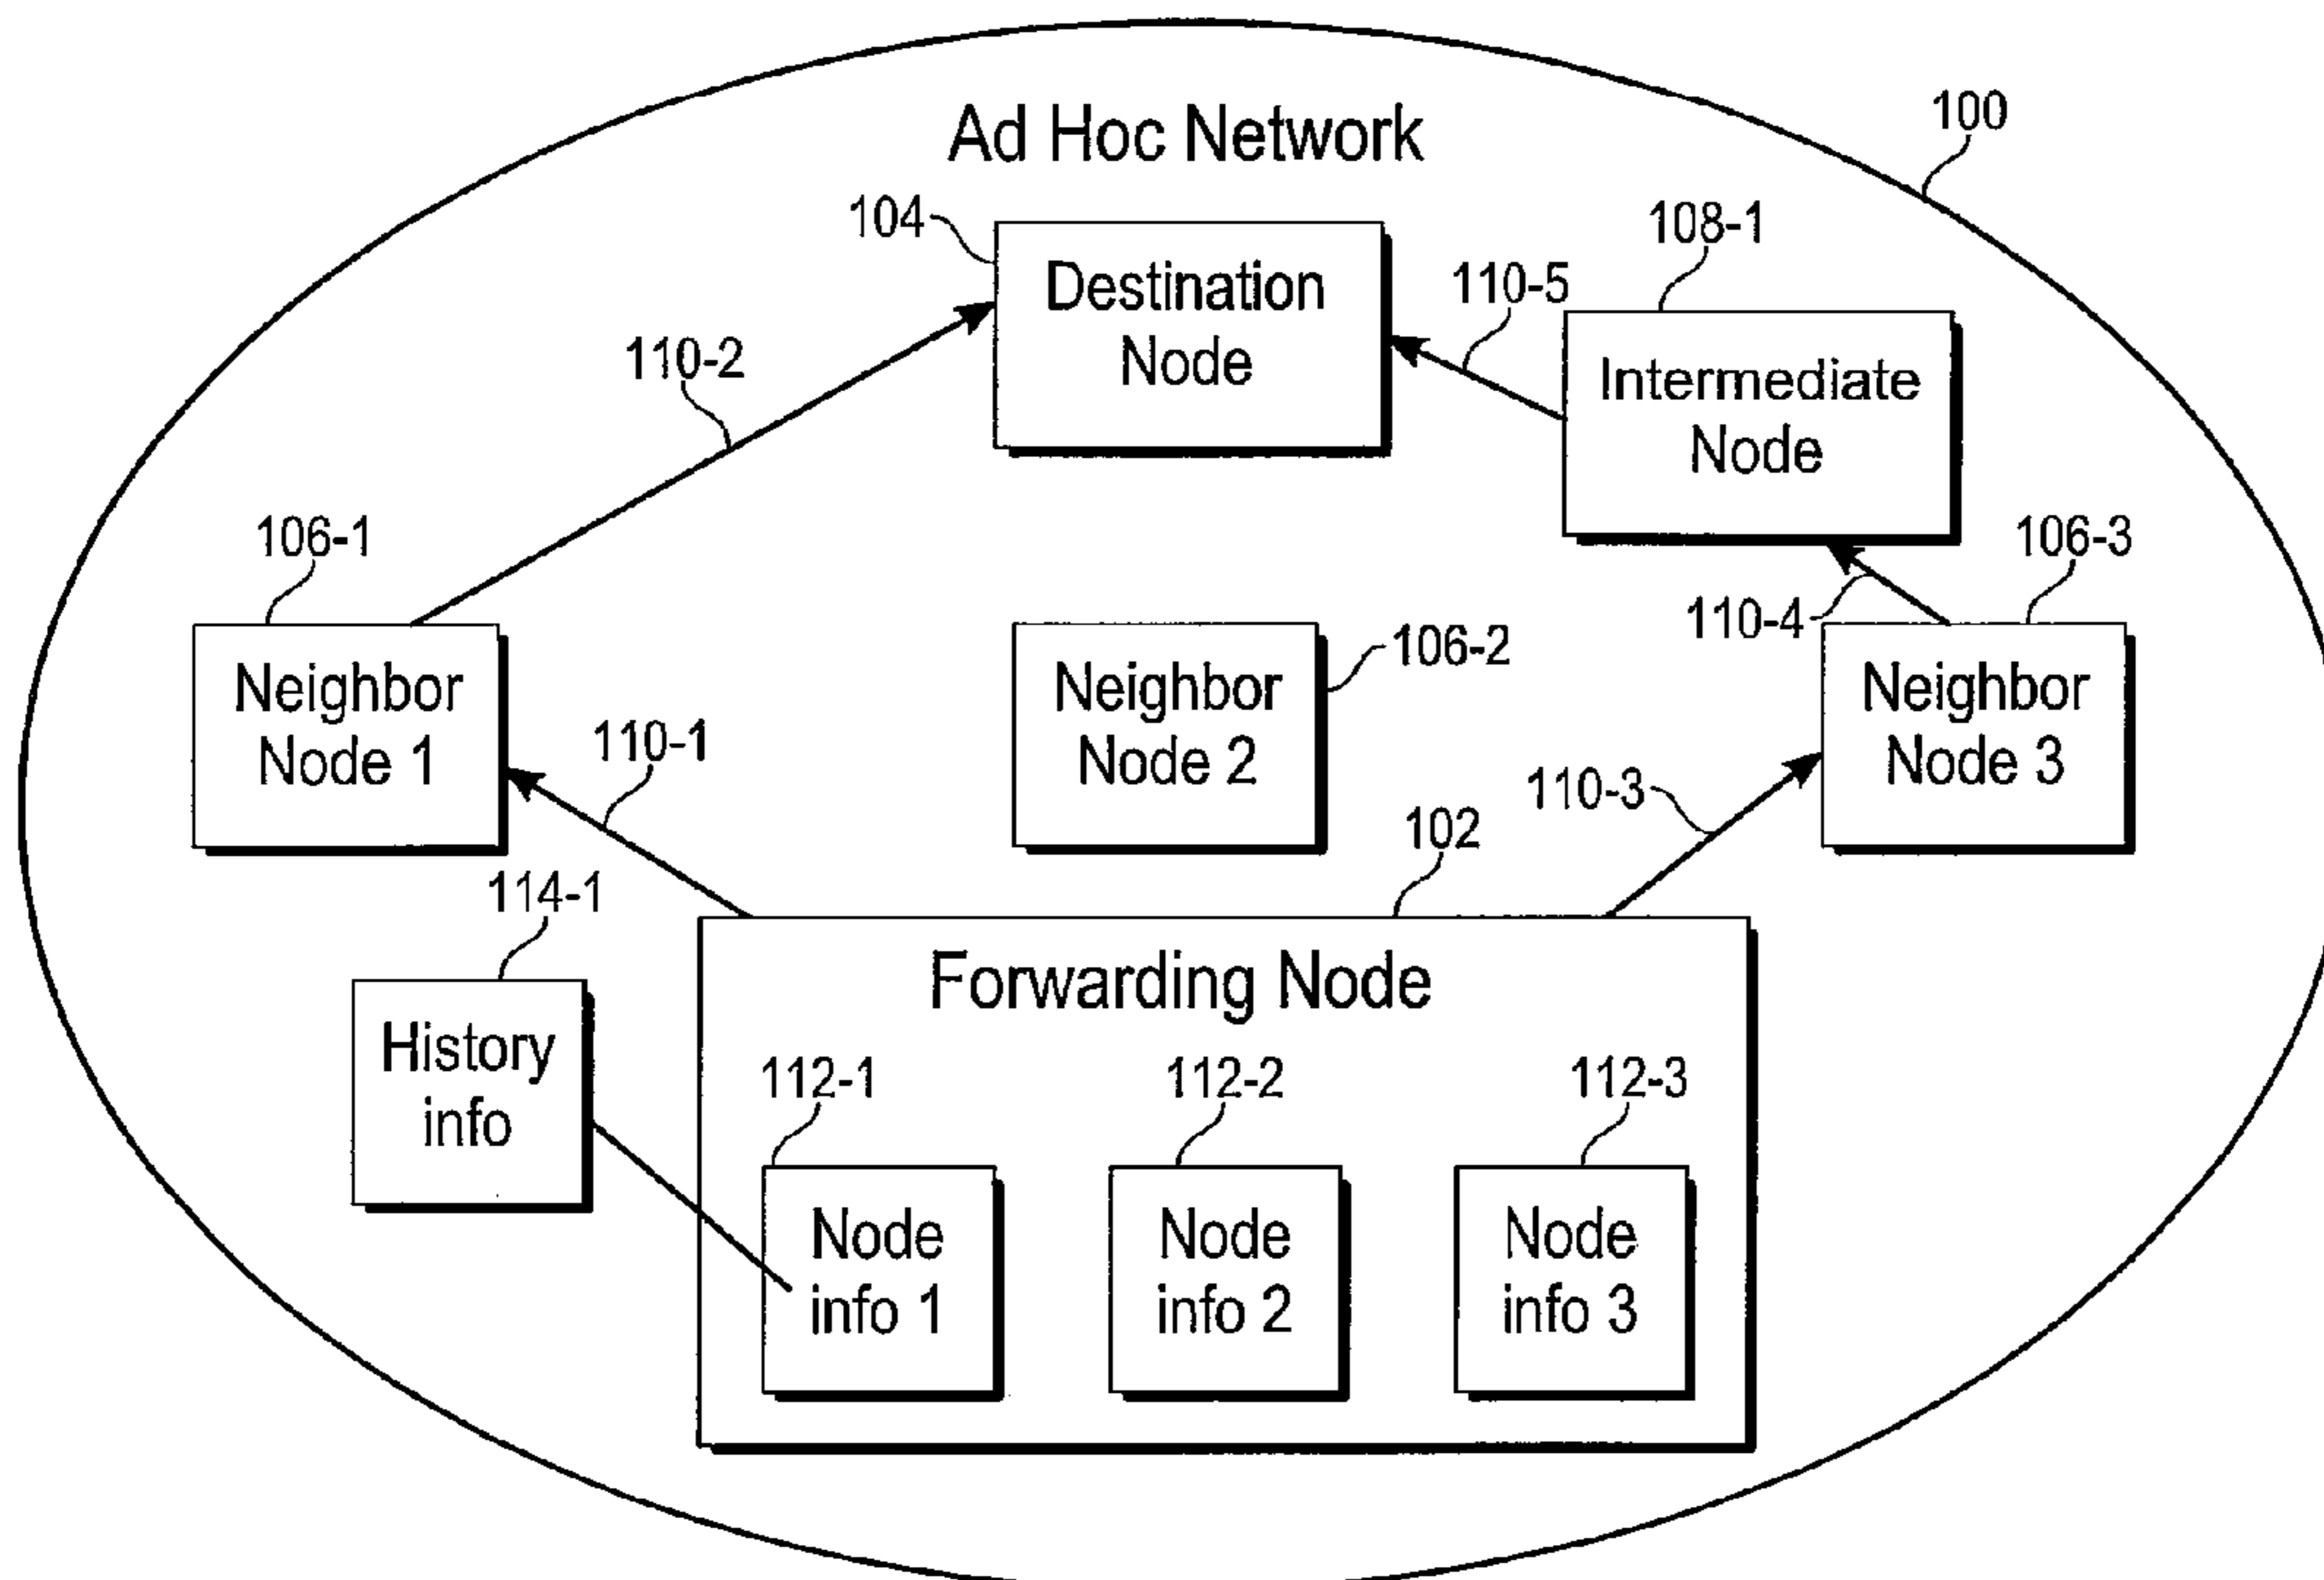 Ad Hoc Network
100
104
Destination
Node
108-1
110-5
Intermediate
Node
110-2
106-1
Neighbor
Node 1
106-2
Neighbor
Node 2
106-3
110-4
Neighbor
Node 3
110-1
110-3
102
114-1
History
info
Forwarding Node
112-1
Node
info 1
112-2
Node
info 2
112-3
Node
info 3